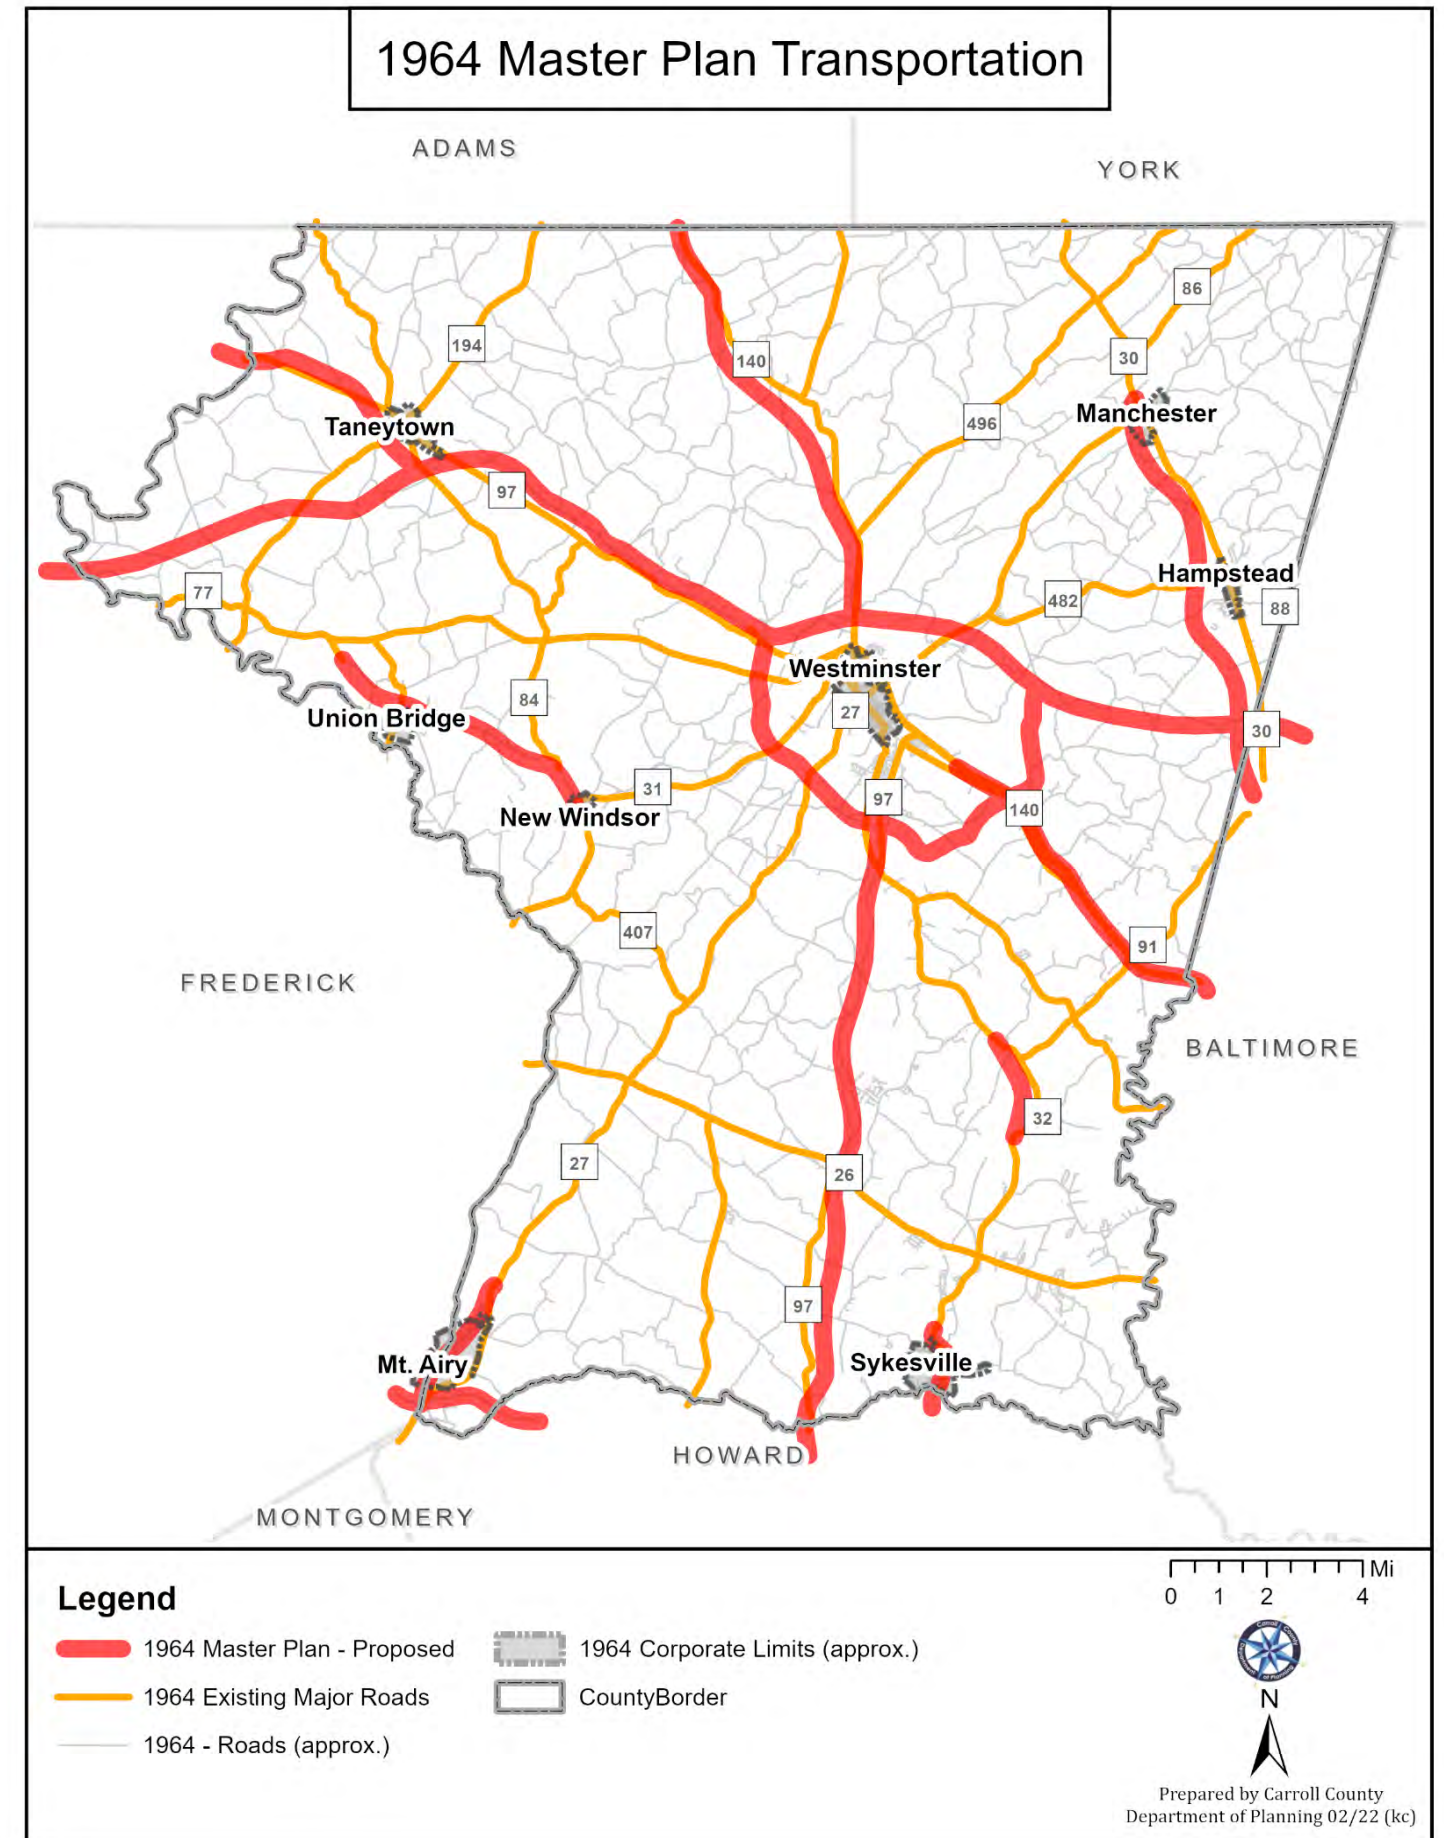 1964 Master Plan Transportation
ADAMS
YORK
86
194
30
140
Taneytown
Manchester
496
97
Hampstead
77
482
88
Westminster
84
27
Union Bridge
30
31
97
140
New Windsor
407
91
FREDERICK
BALTIMORE
32
27
26
97
Mt. Airy
Sykesville
HOWARD
MONTGOMERY
Legend
1964 Master Plan - Proposed
1964 Existing Major Roads
1964 - Roads (approx.)
1964 Corporate Limits (approx.)
CountyBorder
Mi
0 1 2 4
N
Prepared by Carroll County
Department of Planning 02/22 (kc)